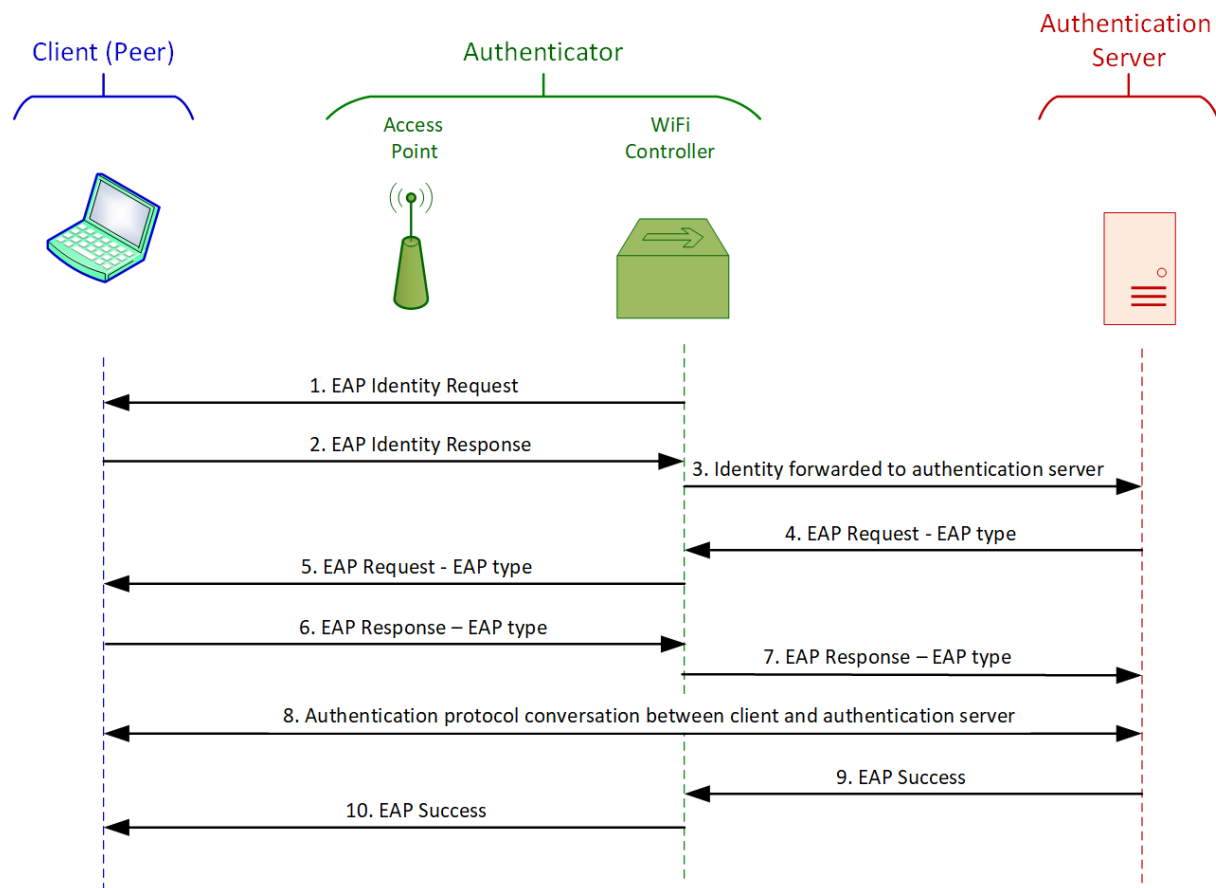 Client (Peer)
Authenticator
Authentication
Server
Access
Point
WiFi
Controller
1. EAP Identity Request
2. EAP Identity Response
3. Identity forwarded to authentication server
4. EAP Request - EAP type
5. EAP Request - EAP type
6. EAP Response – EAP type
7. EAP Response – EAP type
8. Authentication protocol conversation between client and authentication server
9. EAP Success
10. EAP Success